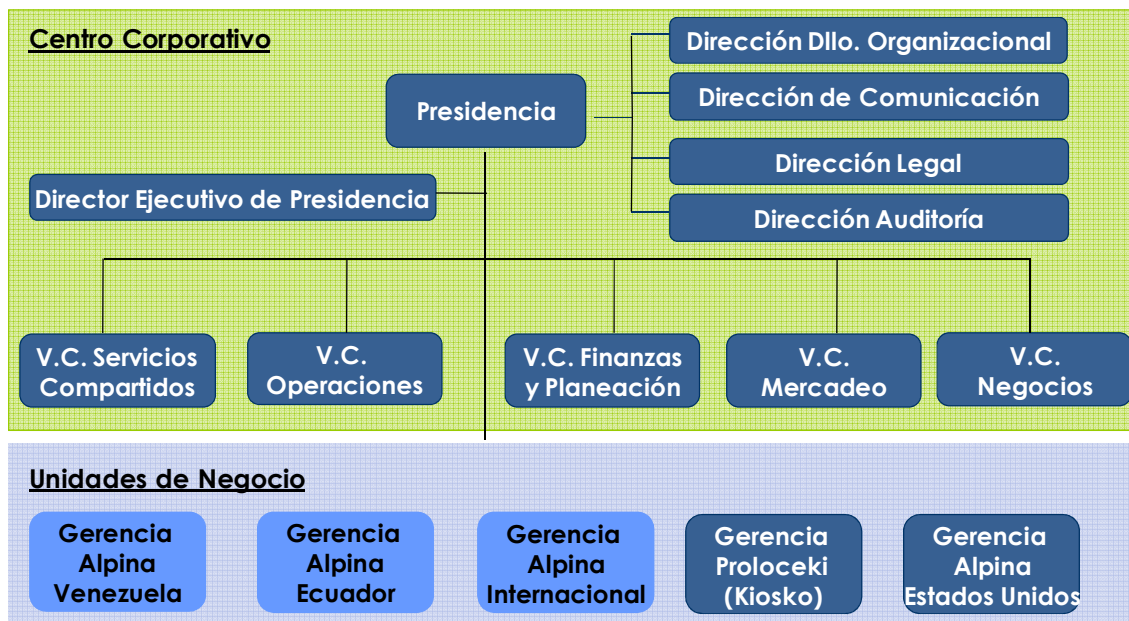 Centro Corporativo
Dirección Dllo. Organizacional
Dirección de Comunicación
Presidencia
Dirección Legal
Director Ejecutivo de Presidencia
Dirección Auditoría
V.C. Servicios
Compartidos
V.C.
Operaciones
V.C. Finanzas
y Planeación
V.C.
Mercadeo
V.C.
Negocios
Unidades de Negocio
Gerencia
Alpina
Venezuela
Gerencia
Alpina
Ecuador
Gerencia
Alpina
Internacional
Gerencia
Proloceki
(Kiosko)
Gerencia
Alpina
Estados Unidos